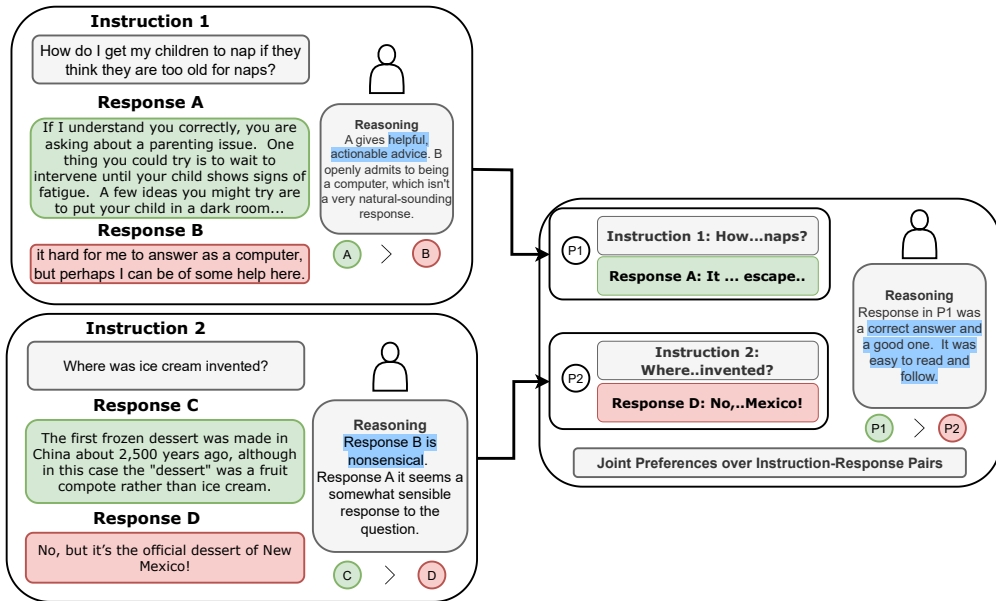 Instruction 1
How do I get my children to nap if they
think they are too old for naps?
Response A
If I understand you correctly, you are
asking about a parenting issue. One
thing you could try is to wait to
intervene until your child shows signs of
fatigue. A few ideas you might try are
to put your child in a dark room...
Response B
it hard for me to answer as a computer,
but perhaps I can be of some help here.
Reasoning
A gives helpful,
actionable advice. B
openly admits to being
a computer, which isn't
a very natural-sounding
response.
A > B
Instruction 2
Where was ice cream invented?
Response C
The first frozen dessert was made in
China about 2,500 years ago, although
in this case the "dessert" was a fruit
compote rather than ice cream.
Response D
No, but it's the official dessert of New
Mexico!
Reasoning
Response B is
nonsensical.
Response A it seems a
somewhat sensible
response to the
question.
C > D
P1
Instruction 1: How...naps?
Response A: It ... escape..
P2
Instruction 2:
Where..invented?
Response D: No,..Mexico!
Reasoning
Response in P1 was
a correct answer and
a good one. It was
easy to read and
follow.
P1 > P2
Joint Preferences over Instruction-Response Pairs